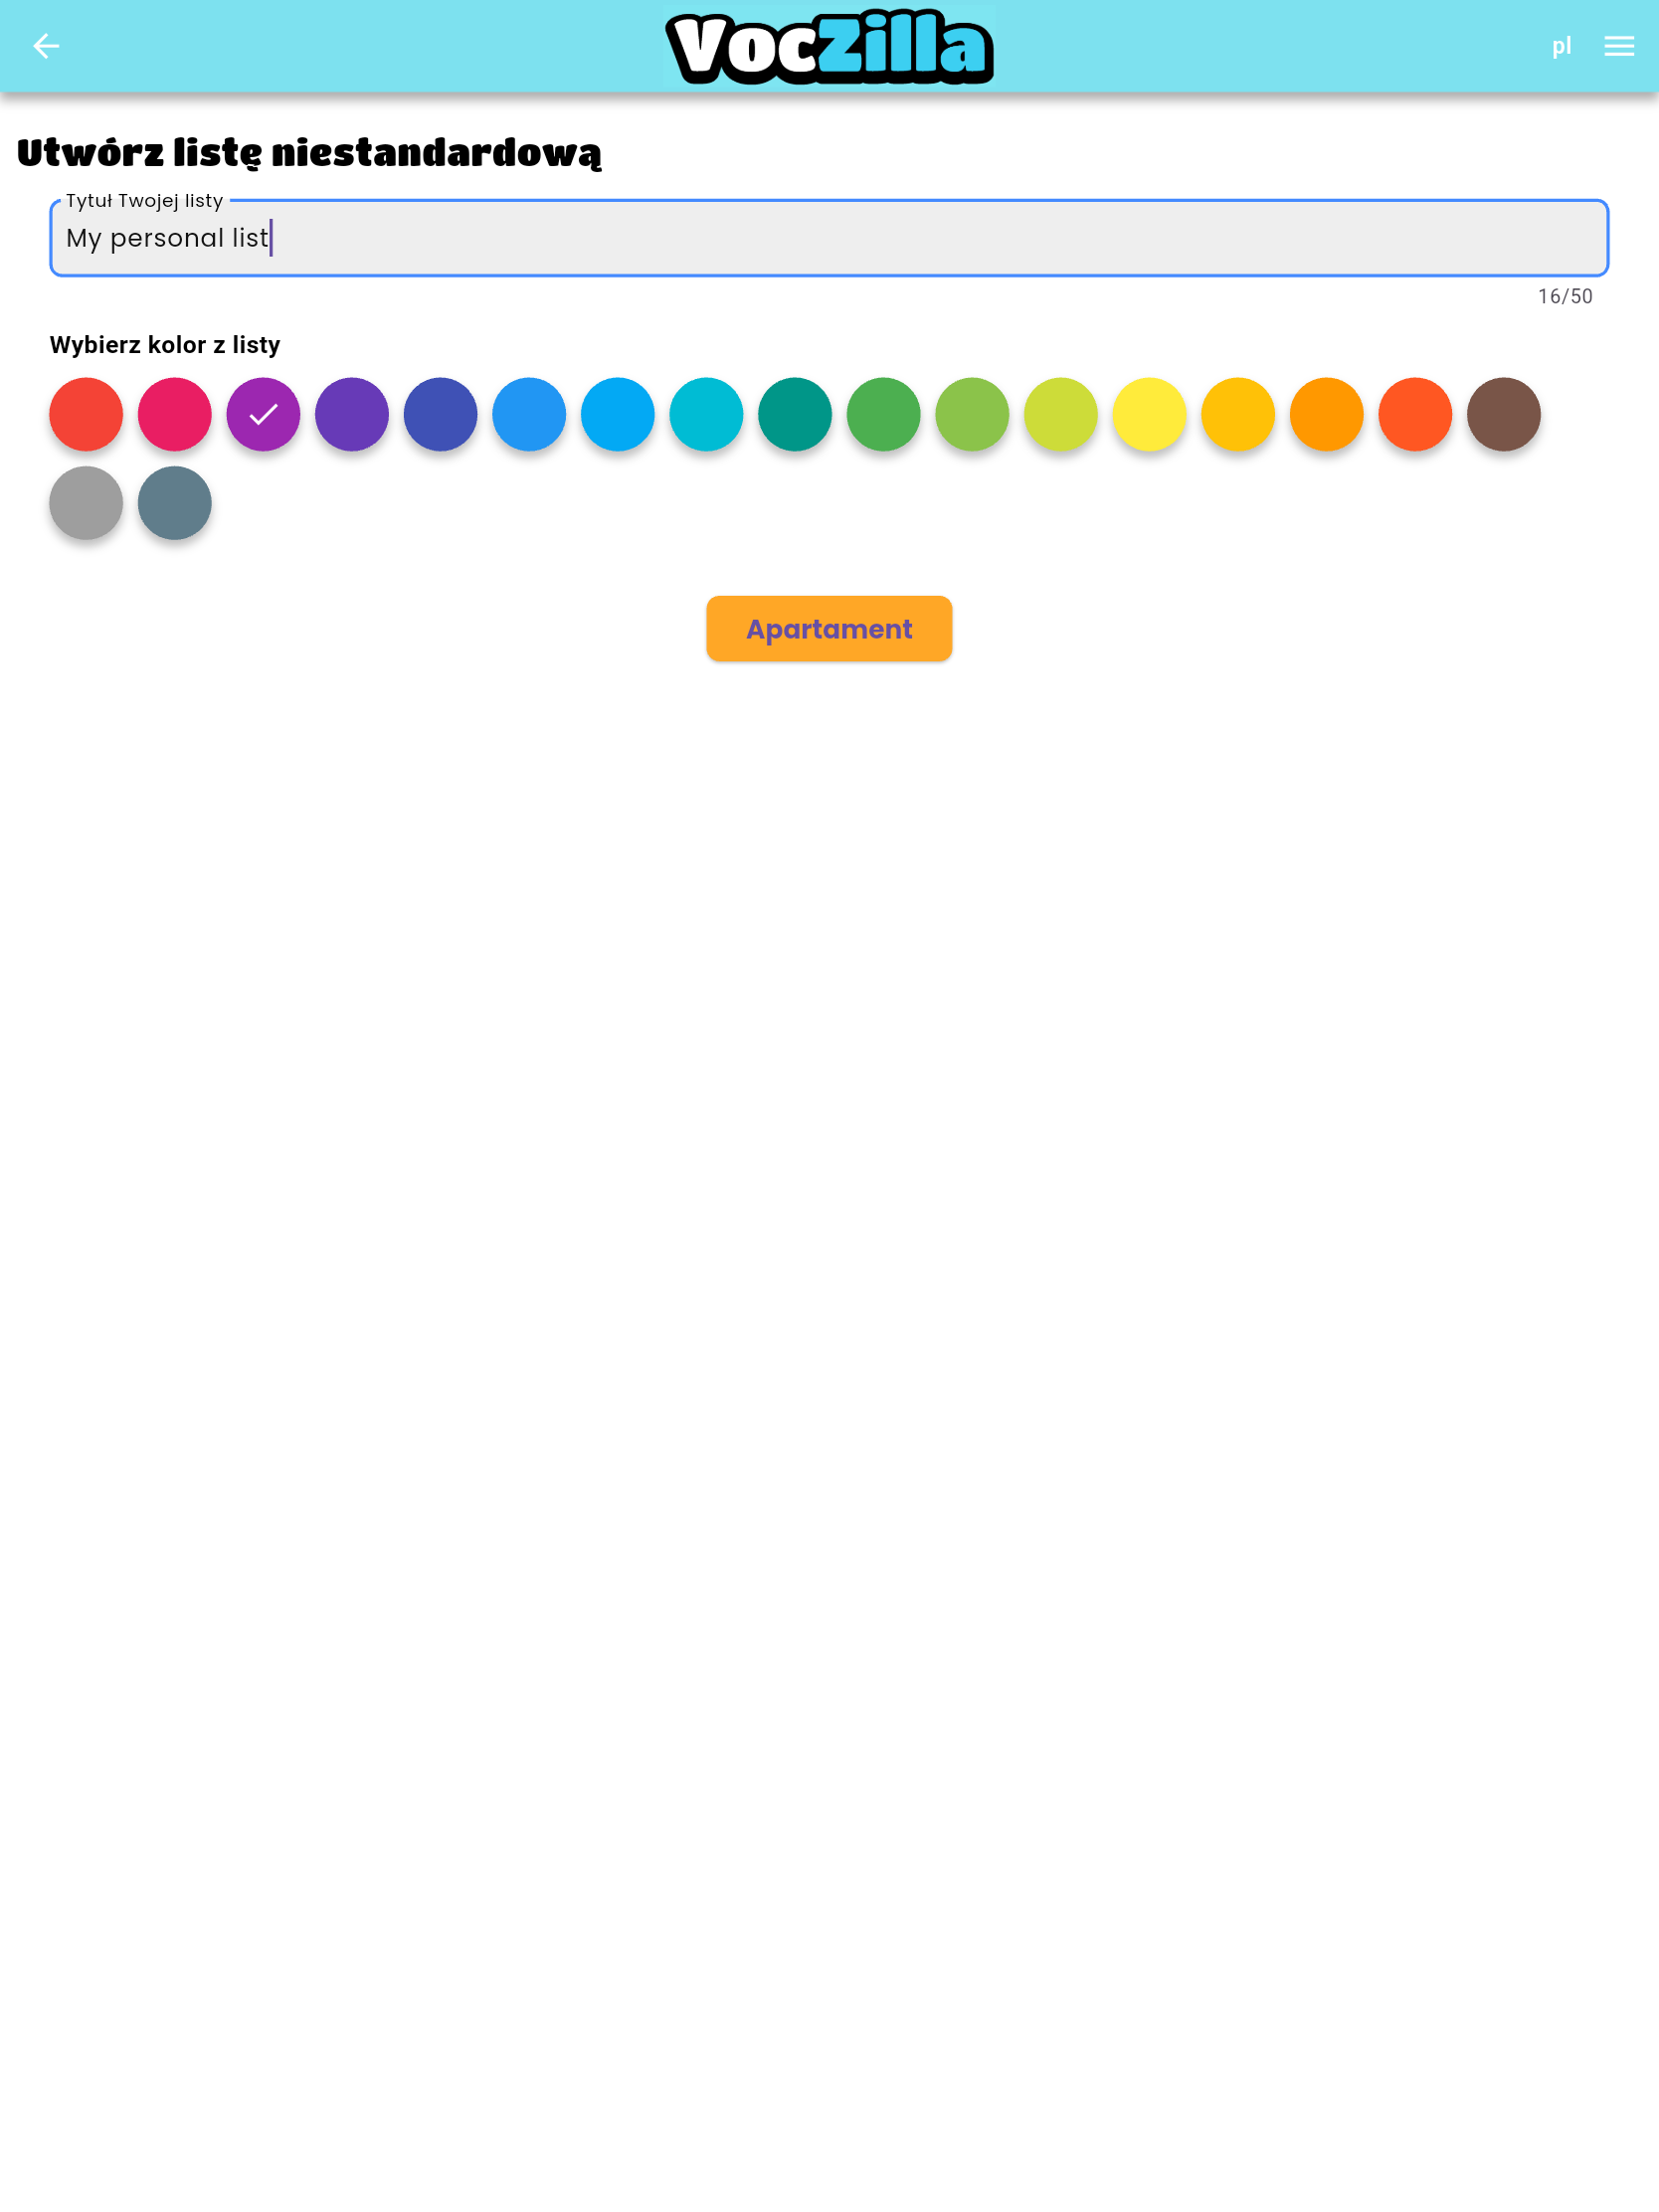 VocZilla
pl
Utwórz listę niestandardową
Tytuł Twojej listy
My personal list
16/50
Wybierz kolor z listy
Apartament